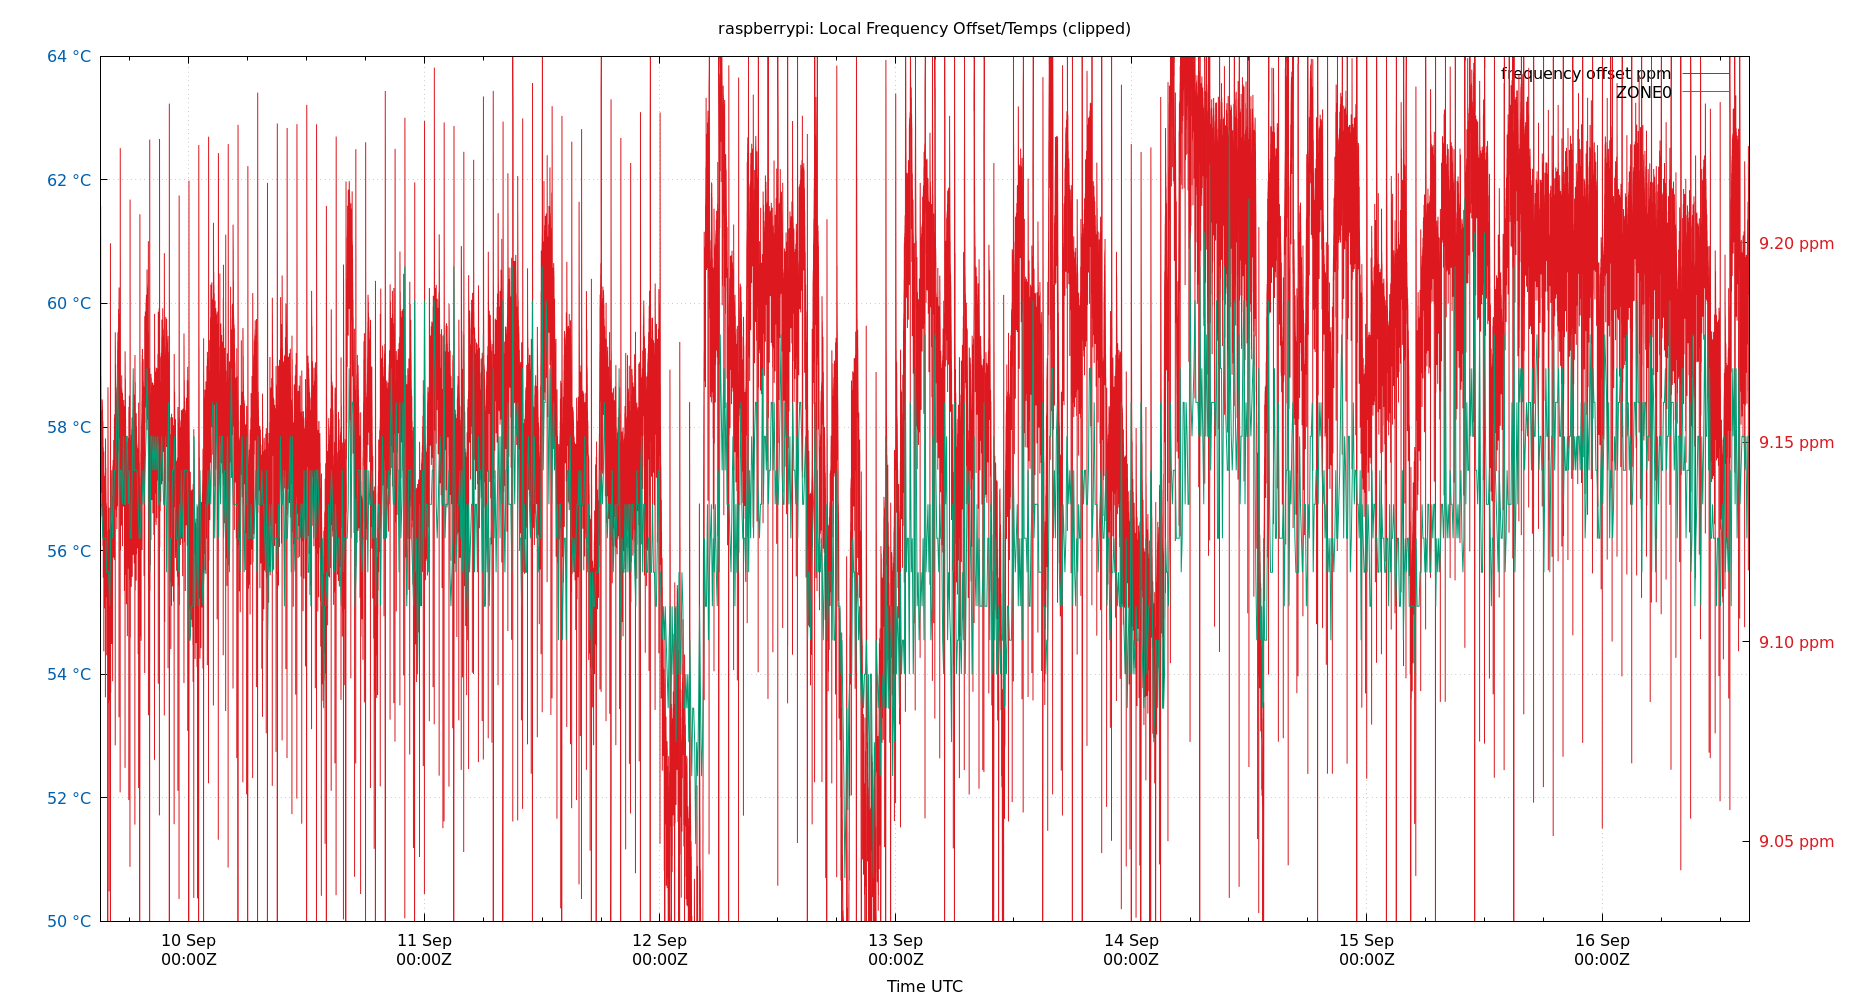 raspberrypi: Local Frequency Offset/Temps (clipped)
64 °C
62 °C
60 °C
58 °C
56 °C
54 °C
52 °C
50 °C
frequency offset ppm
ZONE0
9.20 ppm
9.15 ppm
9.10 ppm
9.05 ppm
10 Sep
00:00Z
11 Sep
00:00Z
12 Sep
00:00Z
13 Sep
00:00Z
14 Sep
00:00Z
15 Sep
00:00Z
16 Sep
00:00Z
Time UTC